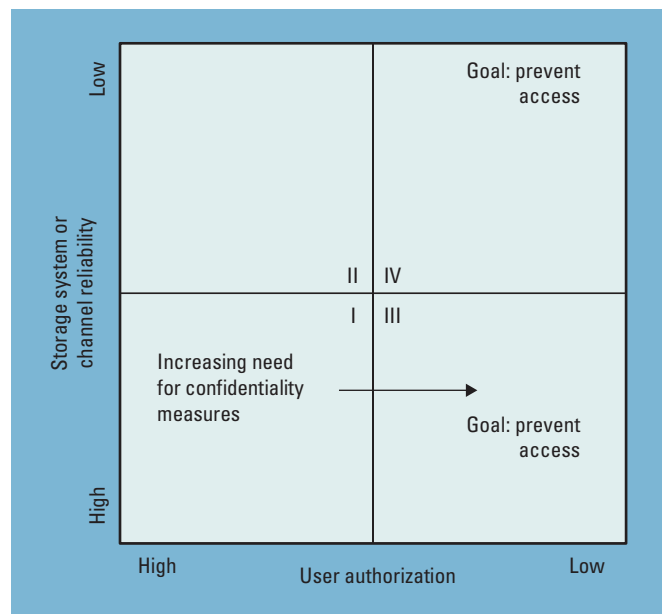 Low
Goal: prevent
access
Storage system or
channel reliability
II
IV
I
III
Increasing need
for confidentiality
measures
Goal: prevent
access
High
High
User authorization
Low